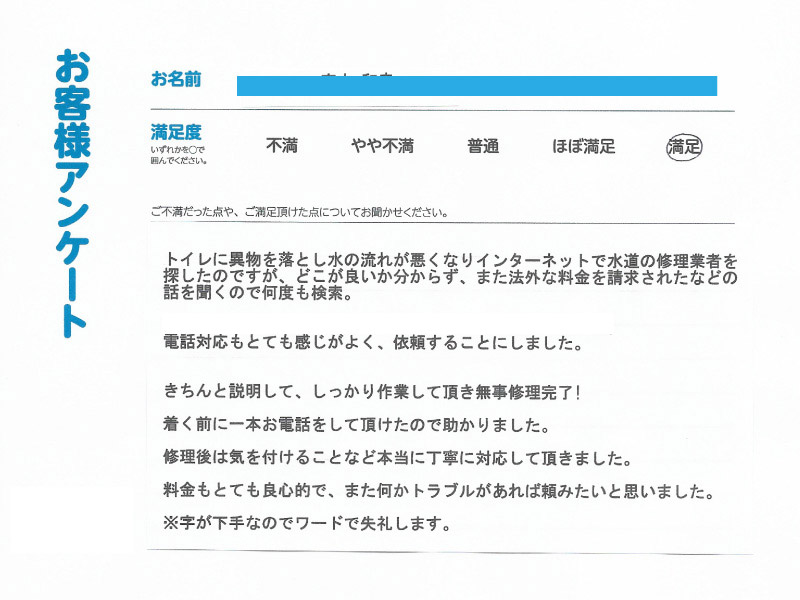 お客様アンケート
お名前
満足度
いずれかを〇で
囲んでください。
不満 やや不満 普通 ほぼ満足 満足
ご不満だった点や、ご満足頂けた点についてお聞かせください。
トイレに異物を落とし水の流れが悪くなりインターネットで水道の修理業者を
探したのですが、どこが良いか分からず、また法外な料金を請求されたなどの
話を聞くので何度も検索。
電話対応もとても感じがよく、依頼することにしました。
きちんと説明して、しっかり作業して頂き無事修理完了!
着く前に一本お電話をして頂けたので助かりました。
修理後は気を付けることなど本当に丁寧に対応して頂きました。
料金もとても良心的で、また何かトラブルがあれば頼みたいと思いました。
※字が下手なのでワードで失礼します。